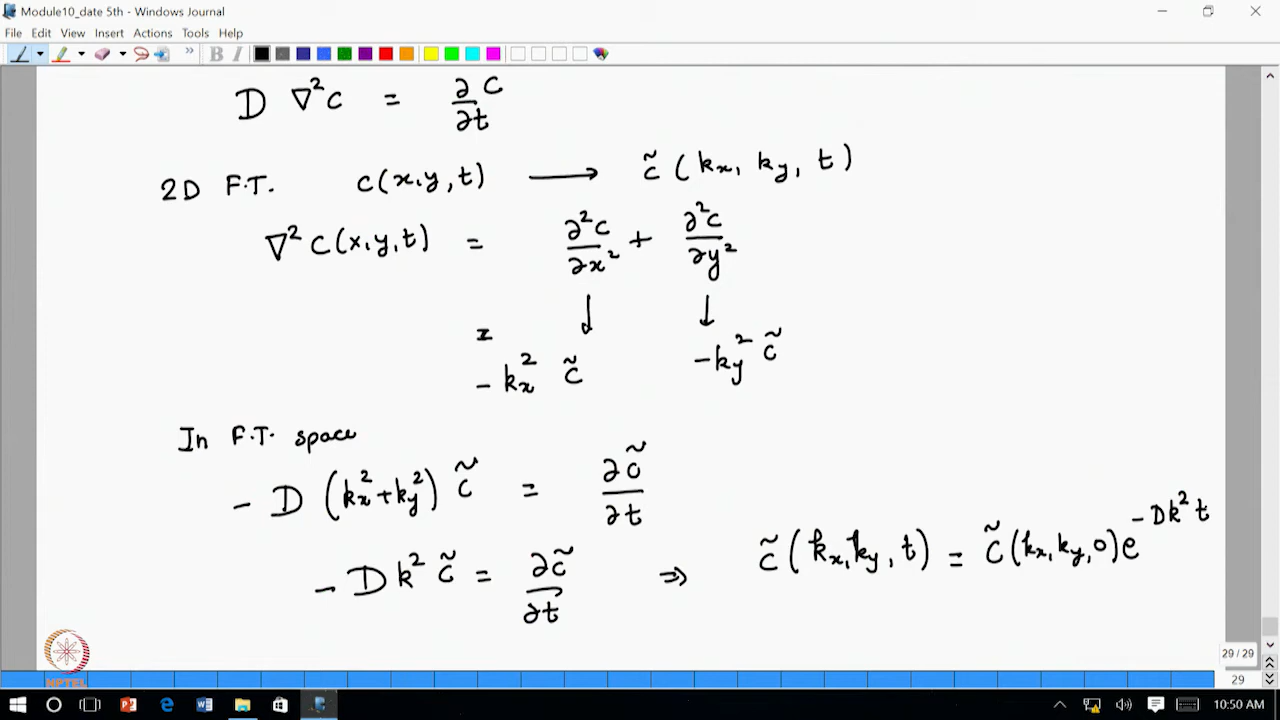 Module10_date 5th - Windows Journal
File Edit View Insert Actions Tools Help
D ∇²c = ∂c/∂t
2D F.T. c(x,y,t) ⟶ c̃(kx, ky, t)
∇²c(x,y,t) = ∂²c/∂x² + ∂²c/∂y²
↓ ↓
-kx² c̃ -ky² c̃
In F.T. space
- D (kx²+ky²) c̃ = ∂c̃/∂t
- D k² c̃ = ∂c̃/∂t ⇒ c̃(kx,ky,t) = c̃(kx,ky,0)e^{-Dk²t}
NPTEL
29 / 29
29
10:50 AM